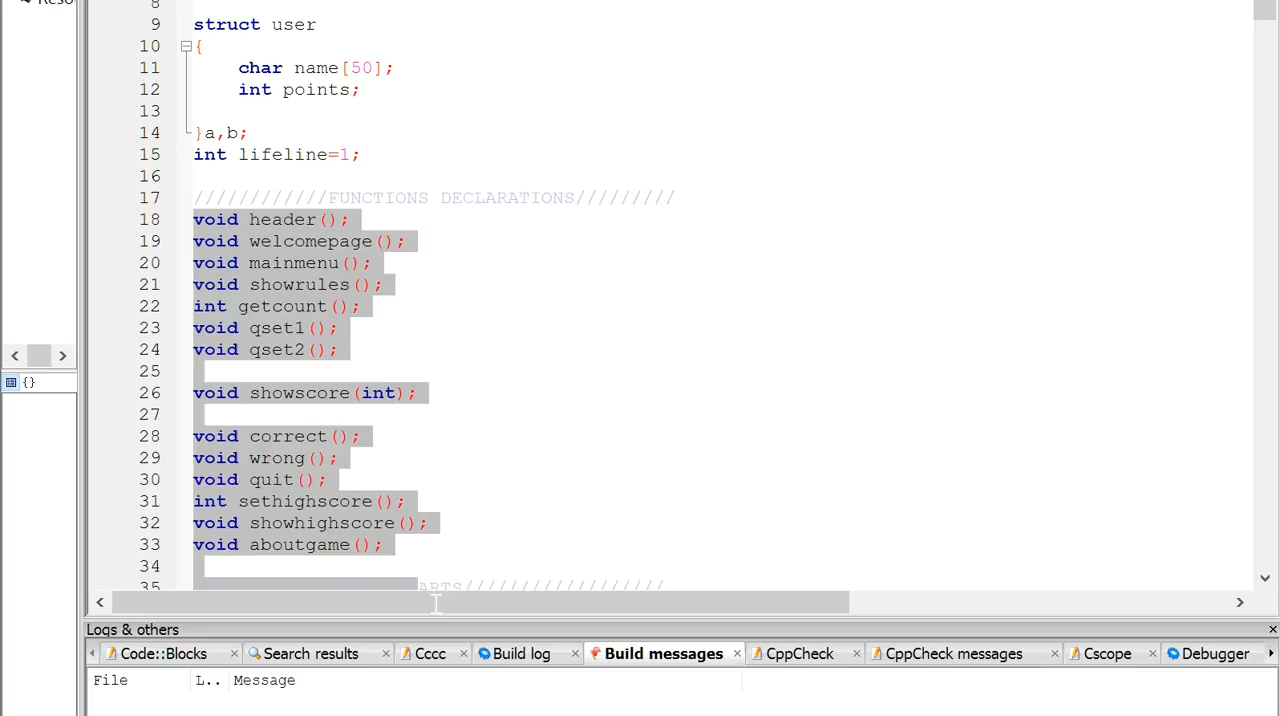 8
9 struct user
10 {
11 char name[50];
12 int points;
13
14 }a,b;
15 int lifeline=1;
16
17 ////////////FUNCTIONS DECLARATIONS/////////
18 void header();
19 void welcomepage();
20 void mainmenu();
21 void showrules();
22 int getcount();
23 void qset1();
24 void qset2();
25
26 void showscore(int);
27
28 void correct();
29 void wrong();
30 void quit();
31 int sethighscore();
32 void showhighscore();
33 void aboutgame();
34
35 ARTS//////////////////
{}
Logs & others
Code::Blocks Search results Cccc Build log Build messages CppCheck CppCheck messages Cscope Debugger
File L.. Message